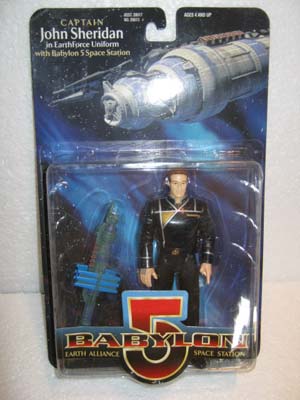 CAPTAIN
John Sheridan
in EarthForce Uniform
with Babylon 5 Space Station
AGES 4 AND UP
BABYLON
5
EARTH ALLIANCE SPACE STATION